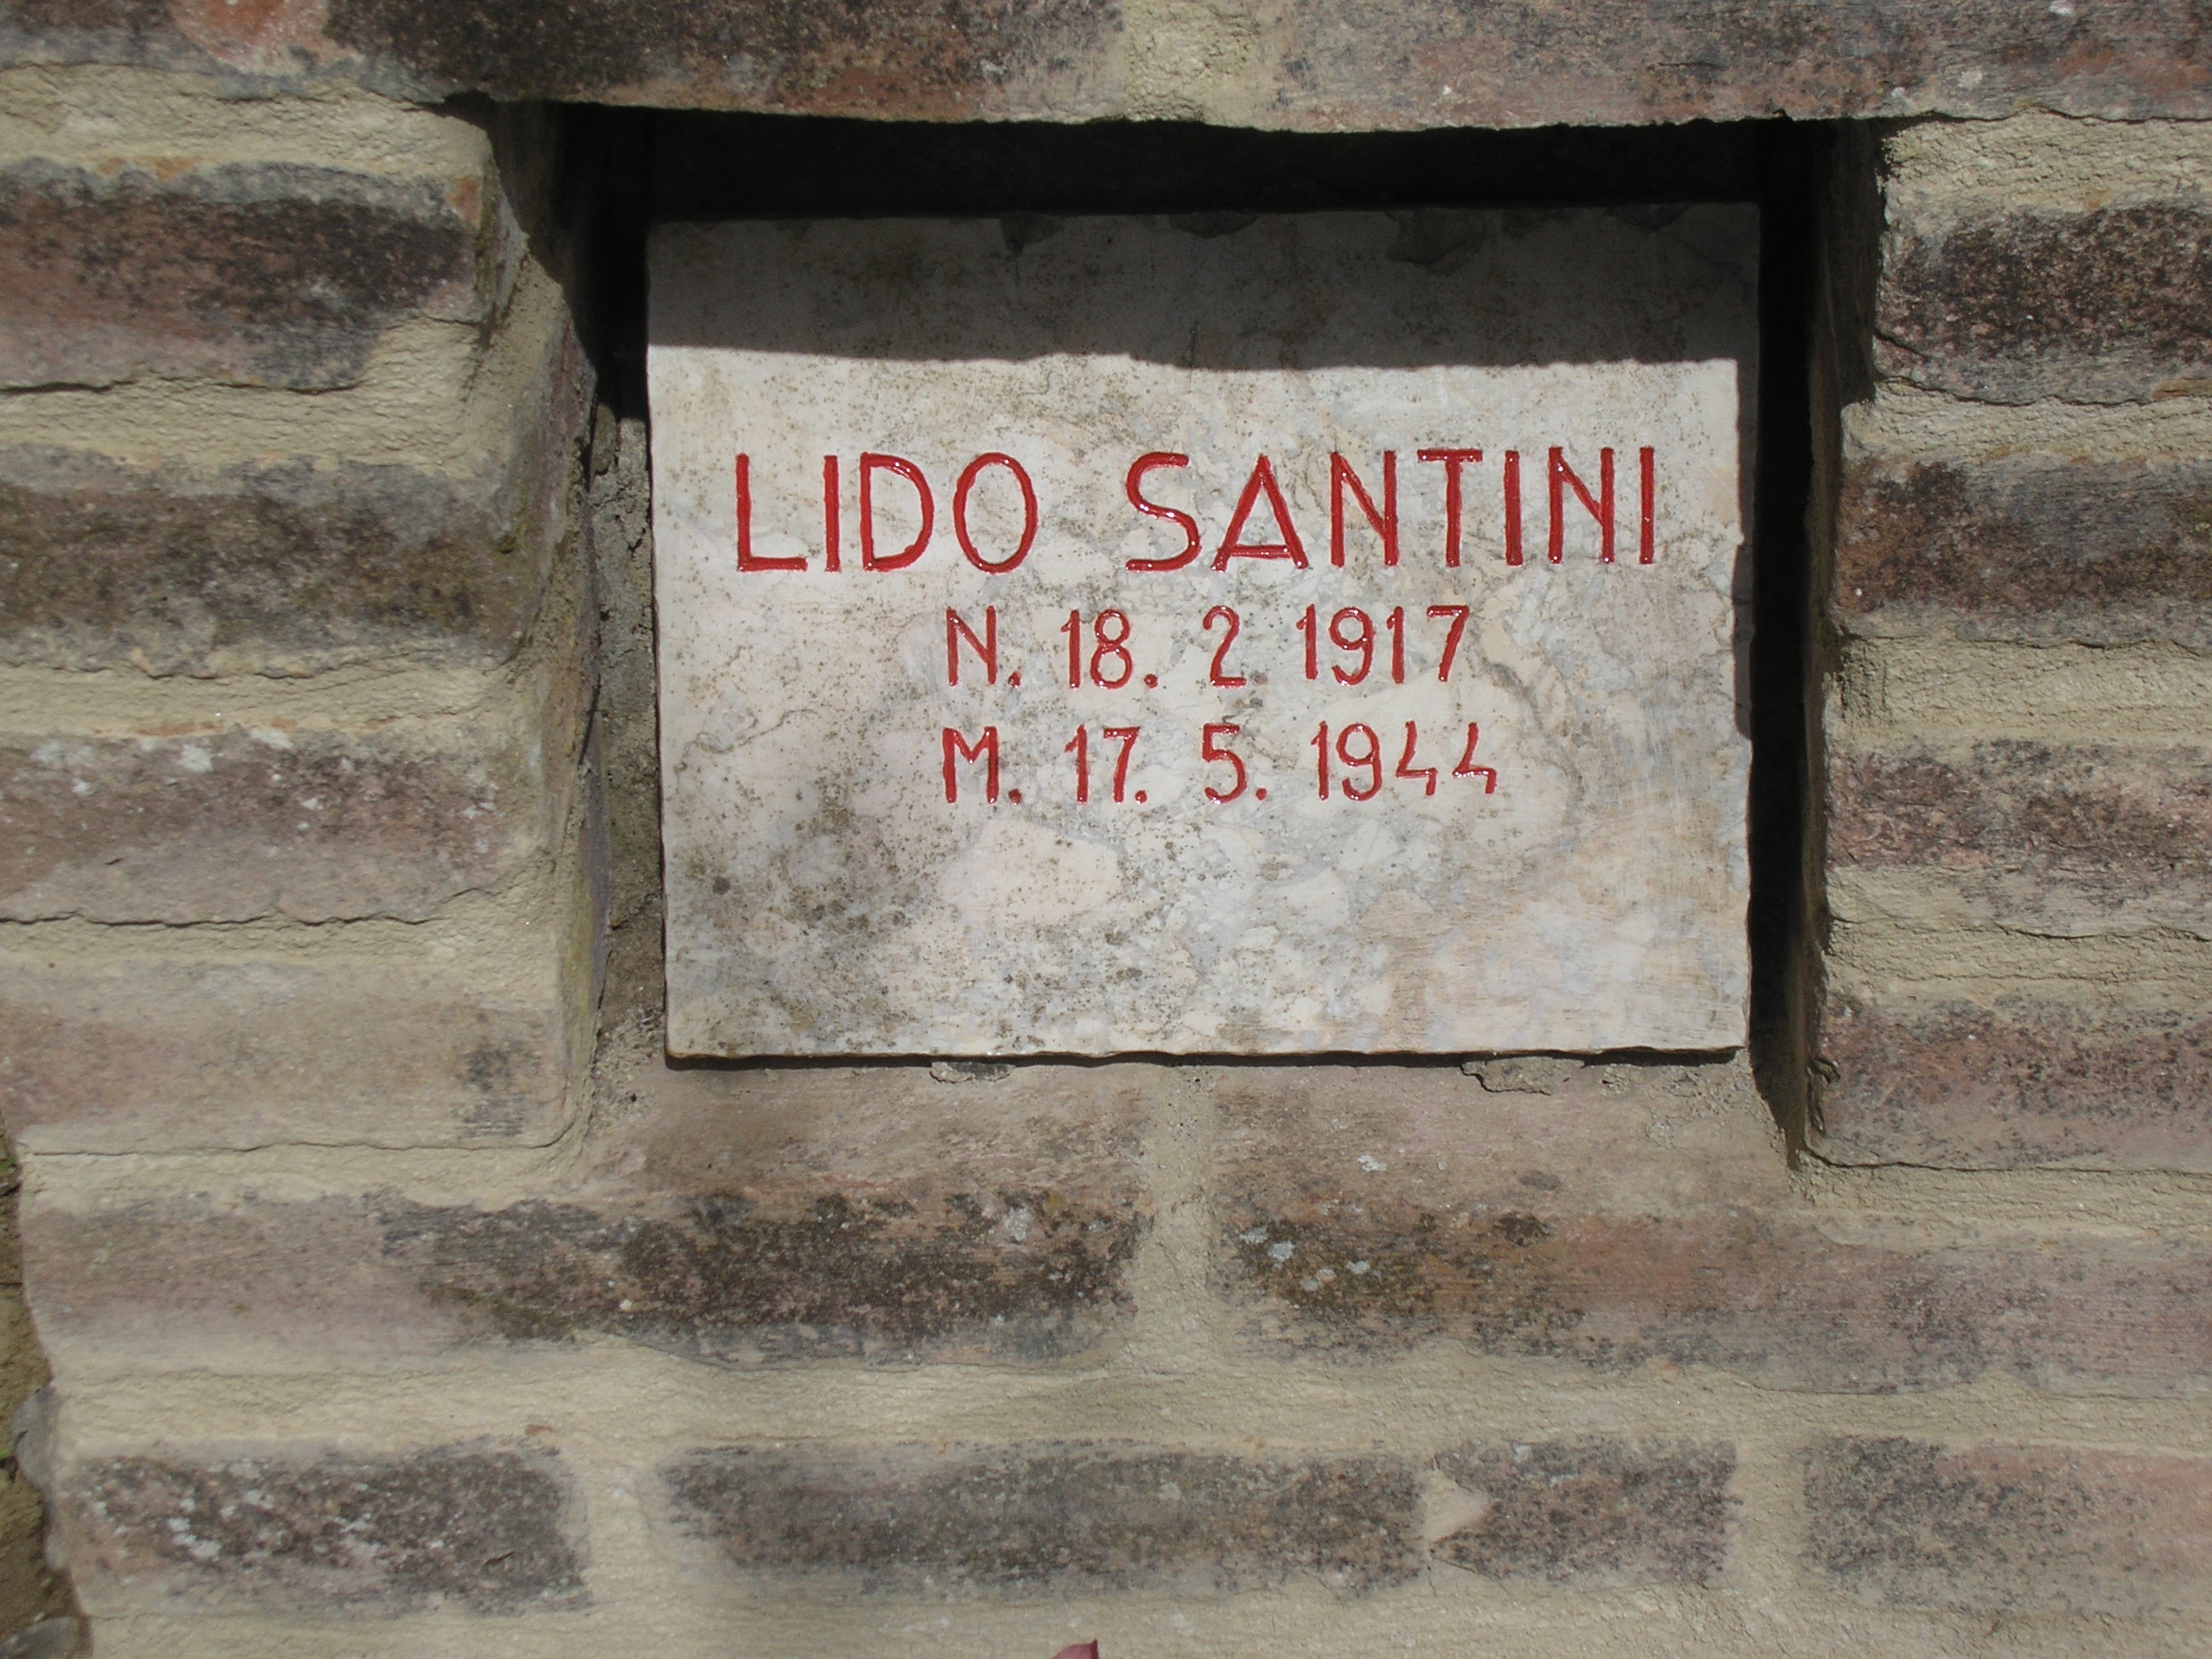 LIDO SANTINI
N. 18. 2 1917
M. 17. 5. 1944